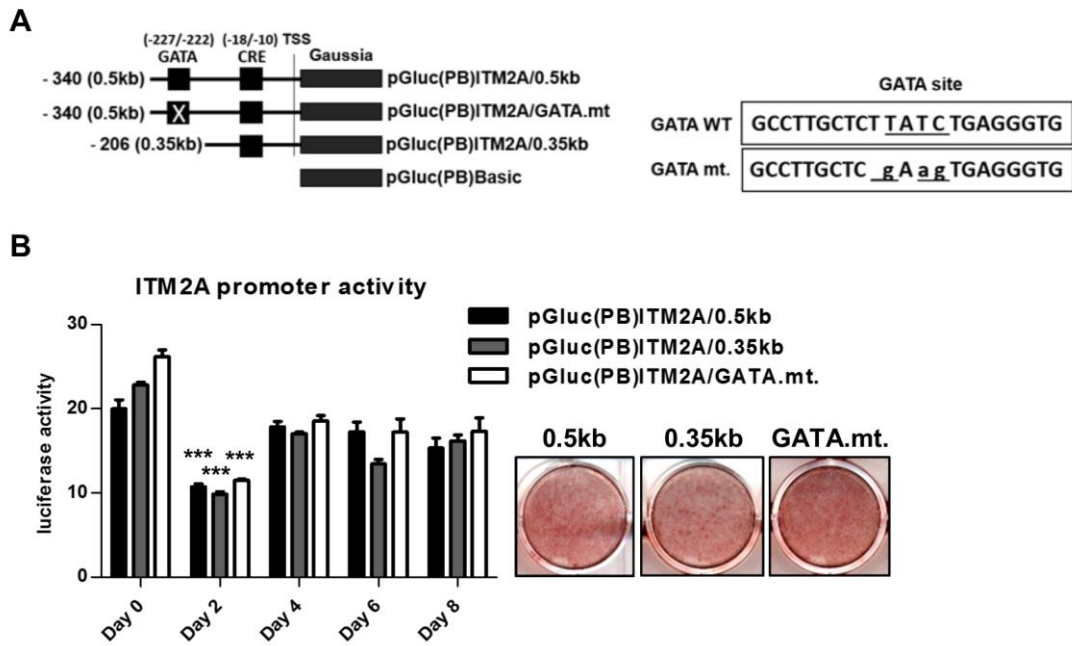 A
(-227/-222) (-18/-10) TSS
GATA CRE Gaussia
- 340 (0.5kb) pGluc(PB)ITM2A/0.5kb
- 340 (0.5kb) X pGluc(PB)ITM2A/GATA.mt
- 206 (0.35kb) pGluc(PB)ITM2A/0.35kb
pGluc(PB)Basic
GATA site
GATA WT GCCTTGCTCT TATC TGAGGGTG
GATA mt. GCCTTGCTC _gA ag TGAGGGTG
B
ITM2A promoter activity
luciferase activity
30
20
10
0
*** ***
***
Day 0 Day 2 Day 4 Day 6 Day 8
pGluc(PB)ITM2A/0.5kb
pGluc(PB)ITM2A/0.35kb
pGluc(PB)ITM2A/GATA.mt.
0.5kb 0.35kb GATA.mt.